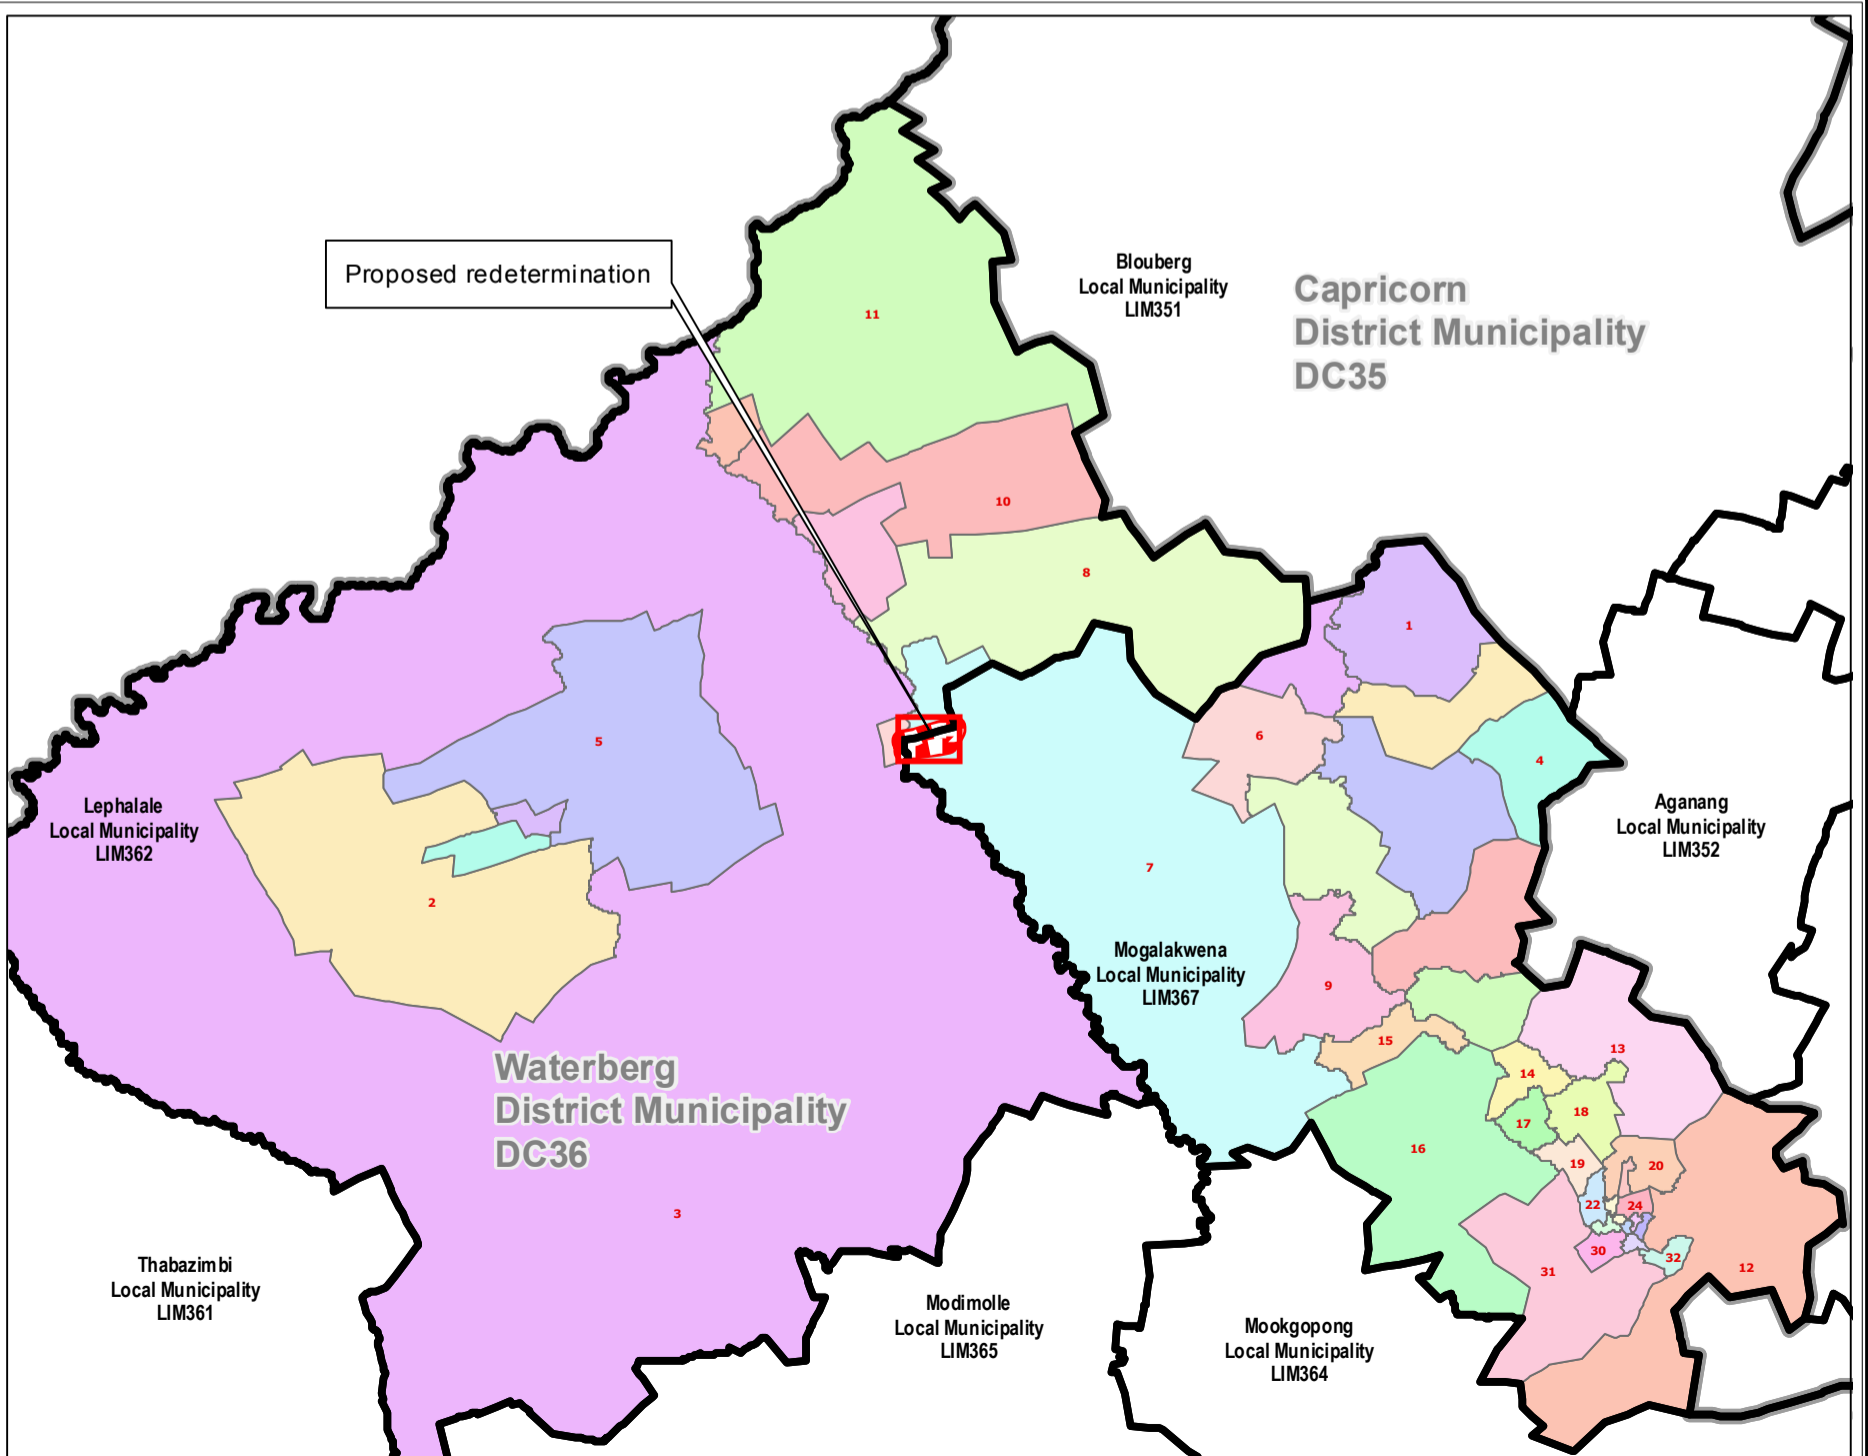 Proposed redetermination
Blouberg
Local Municipality
LIM351
Capricorn
District Municipality
DC35
11
10
8
1
6
4
5
Lephalale
Local Municipality
LIM362
Aganang
Local Municipality
LIM352
7
2
Mogalakwena
Local Municipality
LIM367
9
15
13
14
Waterberg
District Municipality
DC36
18
17
16
19
20
22
24
3
30
32
31
12
Thabazimbi
Local Municipality
LIM361
Modimolle
Local Municipality
LIM365
Mookgopong
Local Municipality
LIM364